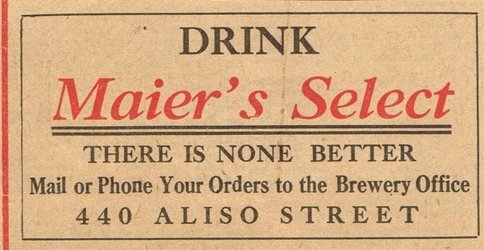 DRINK
Maier's Select
THERE IS NONE BETTER
Mail or Phone Your Orders to the Brewery Office
440 ALISO STREET